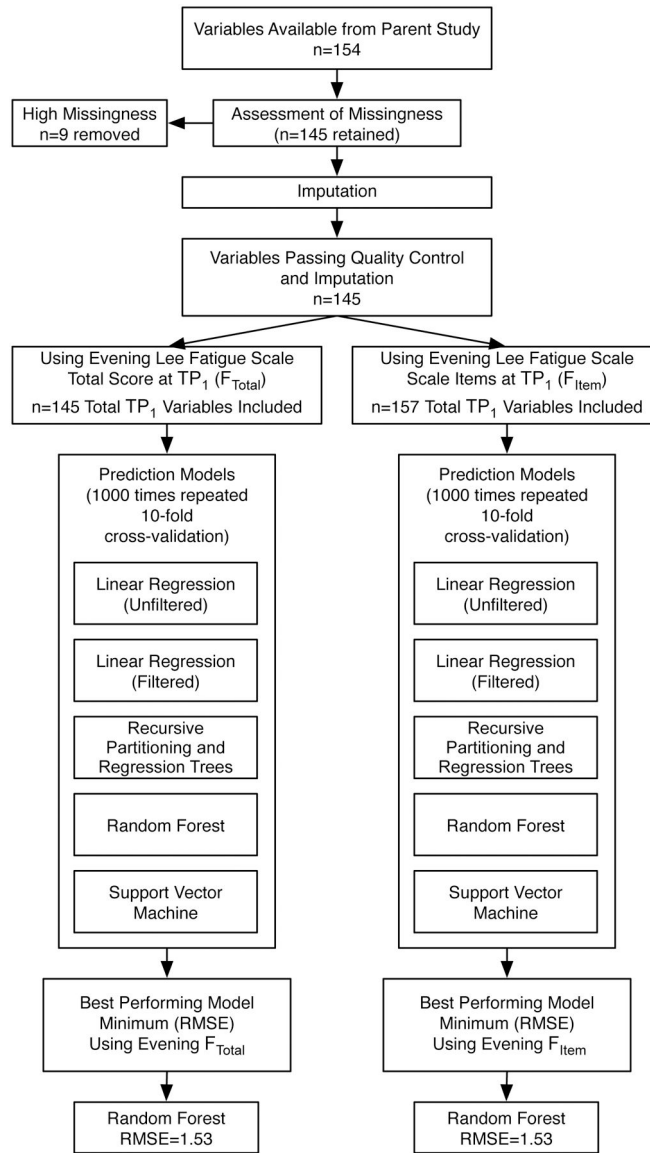 Variables Available from Parent Study
n=154
High Missingness
n=9 removed
Assessment of Missingness
(n=145 retained)
Imputation
Variables Passing Quality Control
and Imputation
n=145
Using Evening Lee Fatigue Scale
Total Score at TP₁ (F_Total)
n=145 Total TP₁ Variables Included
Prediction Models
(1000 times repeated
10-fold
cross-validation)
Linear Regression
(Unfiltered)
Linear Regression
(Filtered)
Recursive
Partitioning and
Regression Trees
Random Forest
Support Vector
Machine
Best Performing Model
Minimum (RMSE)
Using Evening F_Total
Random Forest
RMSE=1.53
Using Evening Lee Fatigue Scale
Scale Items at TP₁ (F_Item)
n=157 Total TP₁ Variables Included
Prediction Models
(1000 times repeated
10-fold
cross-validation)
Linear Regression
(Unfiltered)
Linear Regression
(Filtered)
Recursive
Partitioning and
Regression Trees
Random Forest
Support Vector
Machine
Best Performing Model
Minimum (RMSE)
Using Evening F_Item
Random Forest
RMSE=1.53